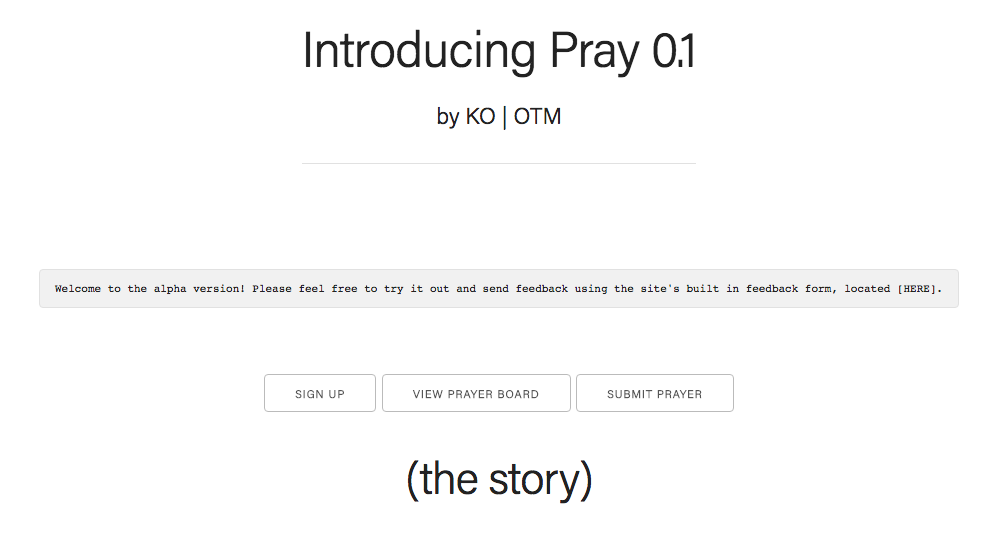 Introducing Pray 0.1
by KO | OTM
Welcome to the alpha version! Please feel free to try it out and send feedback using the site's built in feedback form, located [HERE].
SIGN UP
VIEW PRAYER BOARD
SUBMIT PRAYER
(the story)